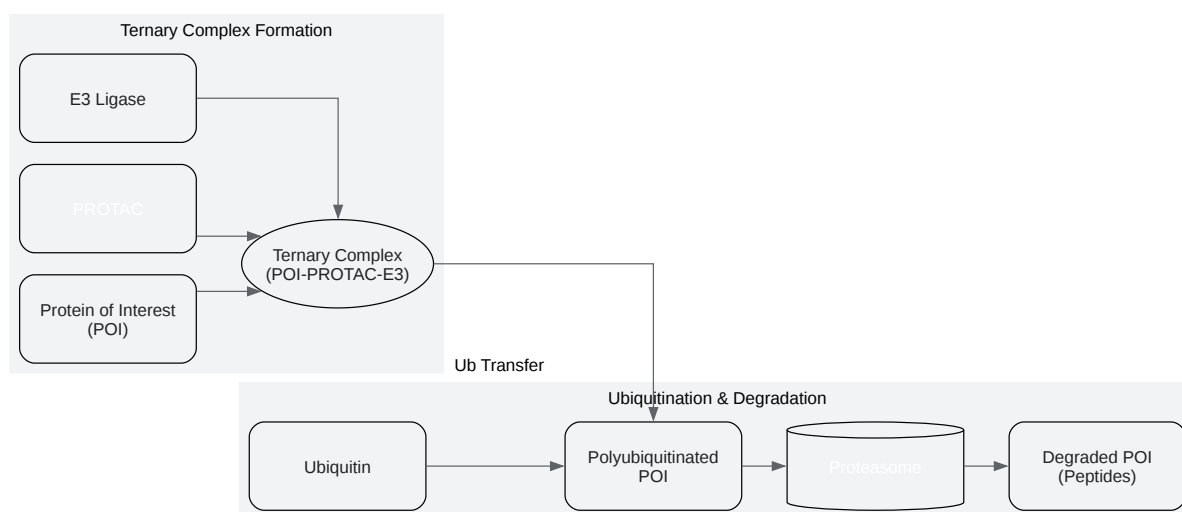 Ternary Complex Formation
E3 Ligase
PROTAC
Ternary Complex
(POI-PROTAC-E3)
Protein of Interest
(POI)
Ub Transfer
Ubiquitination & Degradation
Ubiquitin
Polyubiquitinated
POI
Proteasome
Degraded POI
(Peptides)